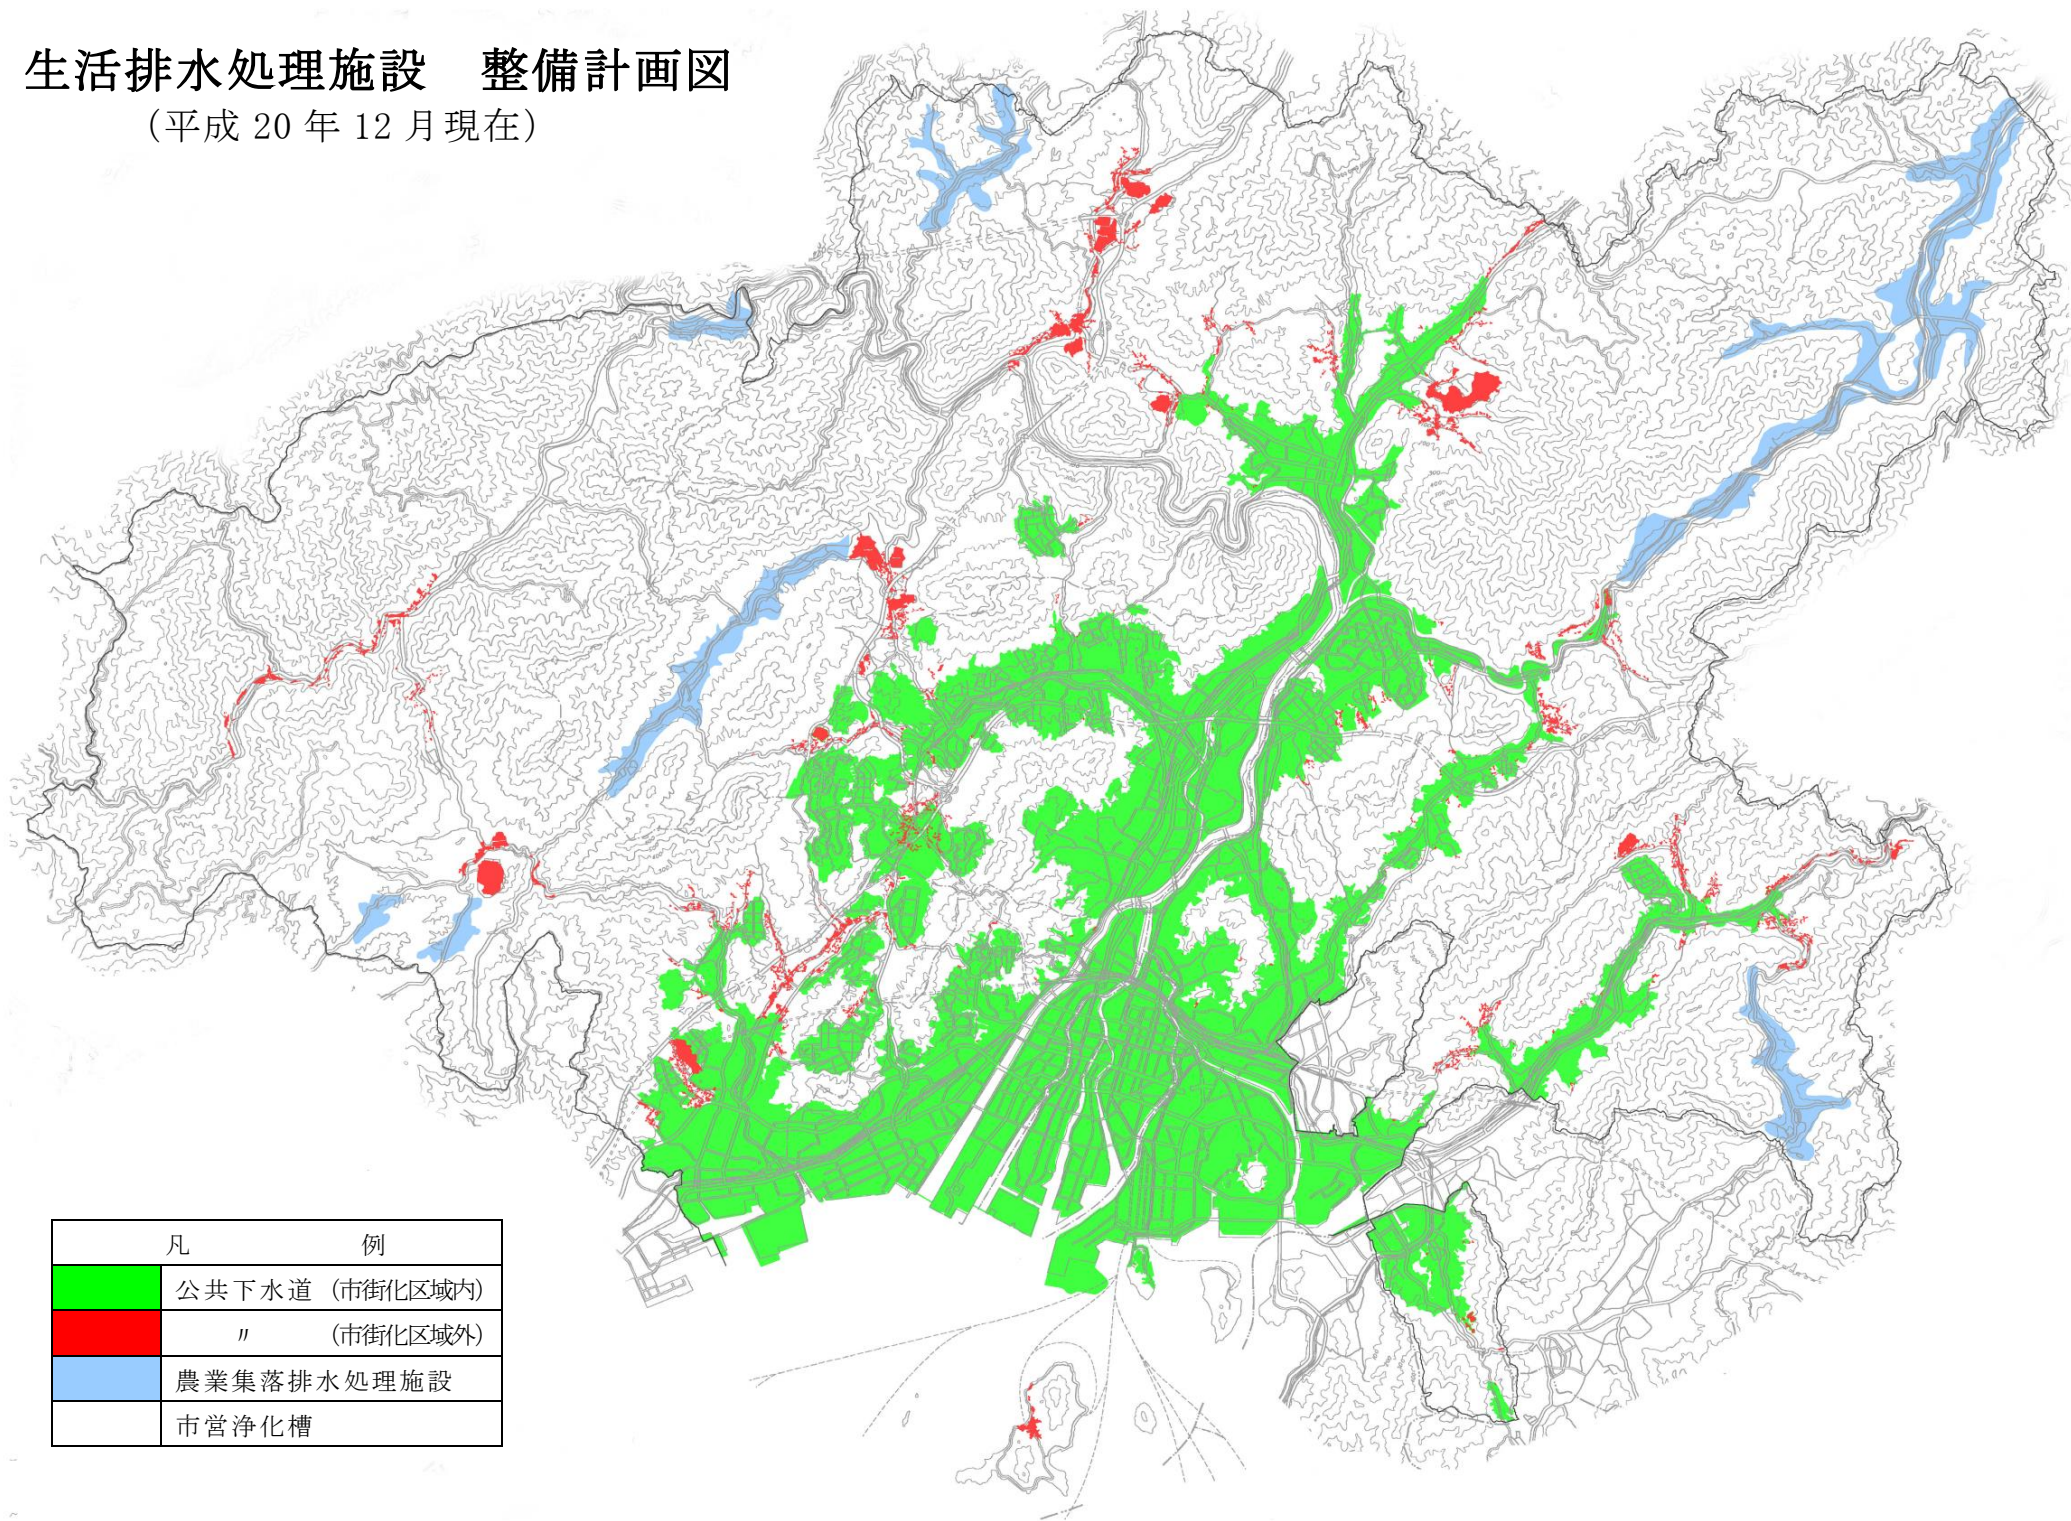 生活排水処理施設　整備計画図
（平成 20 年 12 月現在）
凡　例
公共下水道（市街化区域内）
〃（市街化区域外）
農業集落排水処理施設
市営浄化槽